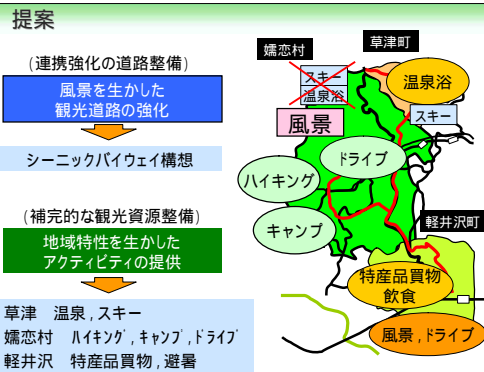 提案
(連携強化の道路整備)
風景を生かした
観光道路の強化
シーニックバイウェイ構想
(補完的な観光資源整備)
地域特性を生かした
アクティビティの提供
草津 温泉,スキー
嬬恋村 ハイキング,キャンプ,ドライブ
軽井沢 特産品買物,避暑
嬬恋村
草津町
スキー
温泉浴
風景
温泉浴
スキー
ドライブ
ハイキング
キャンプ
軽井沢町
特産品買物
飲食
風景,ドライブ